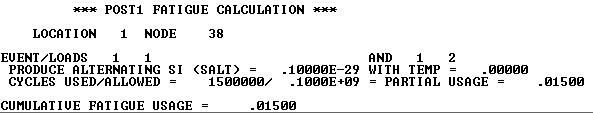 *** POST1 FATIGUE CALCULATION ***
LOCATION 1 NODE 38
EVENT/LOADS 1 1 AND 1 2
PRODUCE ALTERNATING SI (SALT) = .10000E-29 WITH TEMP = .00000
CYCLES USED/ALLOWED = 1500000/ .1000E+09 = PARTIAL USAGE = .01500
CUMULATIVE FATIGUE USAGE = .01500